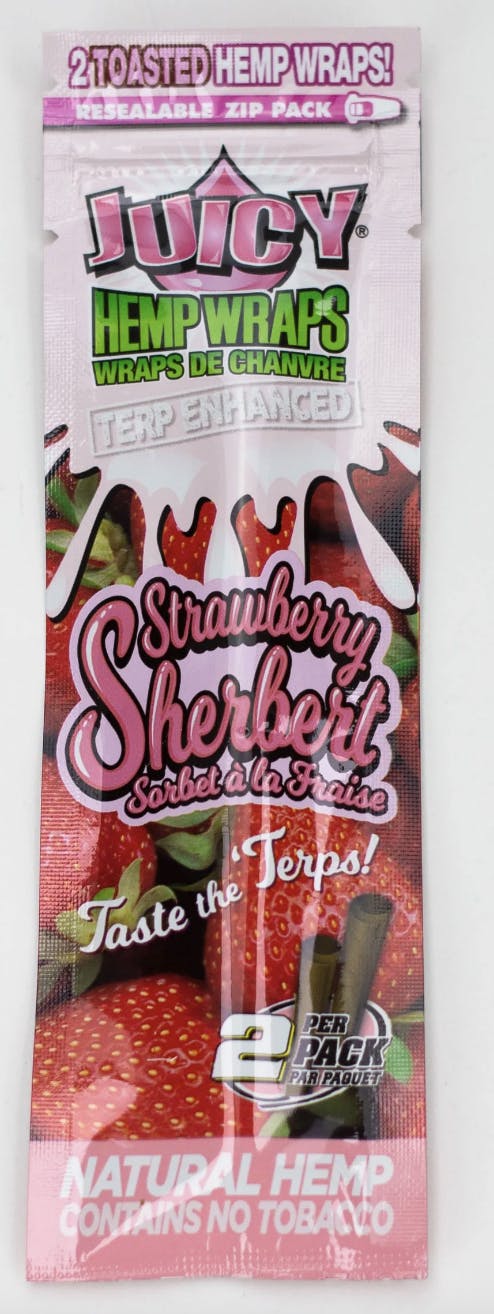 2 TOASTED HEMP WRAPS!
RESEALABLE ZIP PACK
JUICY®
HEMP WRAPS
WRAPS DE CHANVRE
TERP ENHANCED
Strawberry
Sherbert
Sorbet à la Fraise
Taste the 'Terps!
2 PER
PACK
PAR PAQUET
NATURAL HEMP
CONTAINS NO TOBACCO